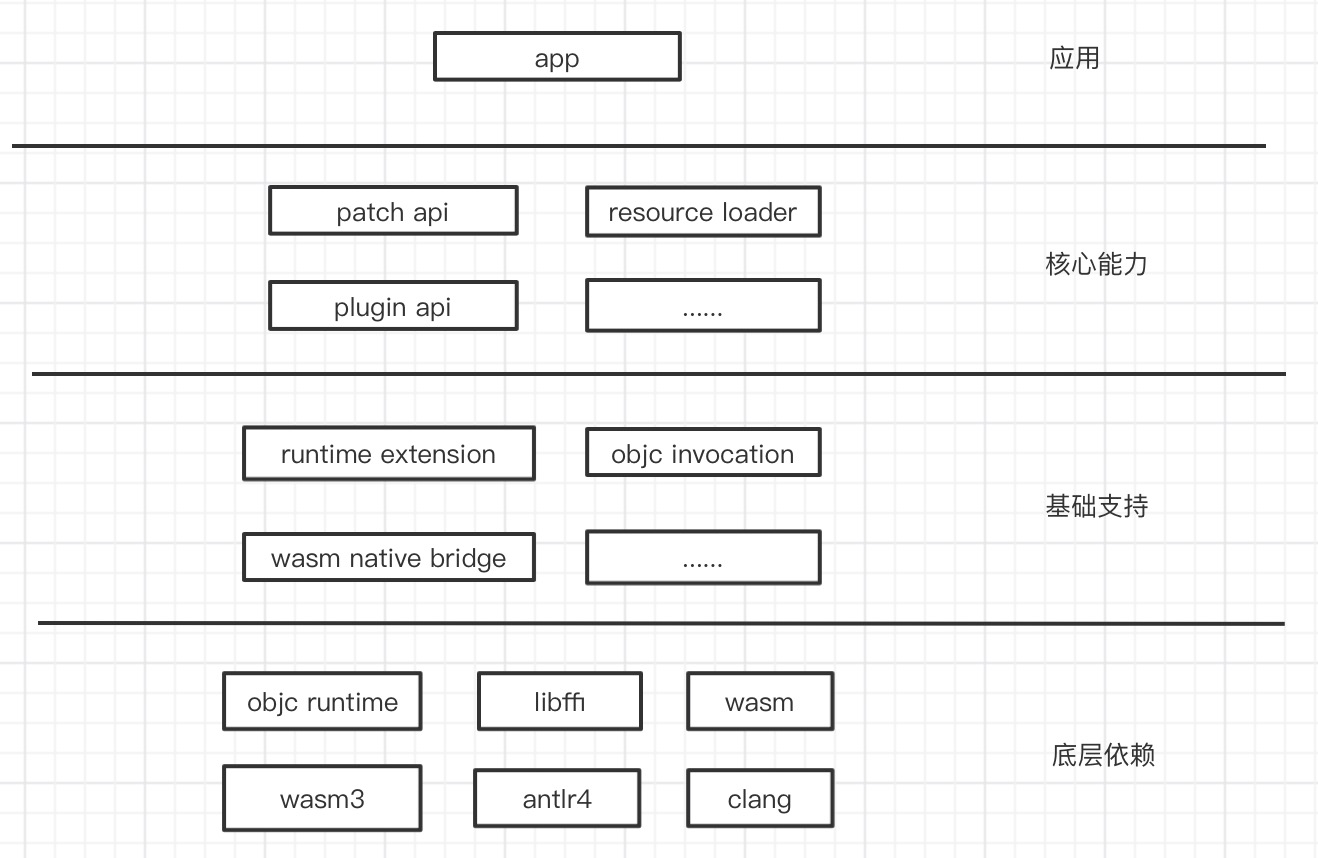 app
应用
patch api
resource loader
核心能力
plugin api
......
runtime extension
objc invocation
基础支持
wasm native bridge
......
objc runtime
libffi
wasm
底层依赖
wasm3
antlr4
clang